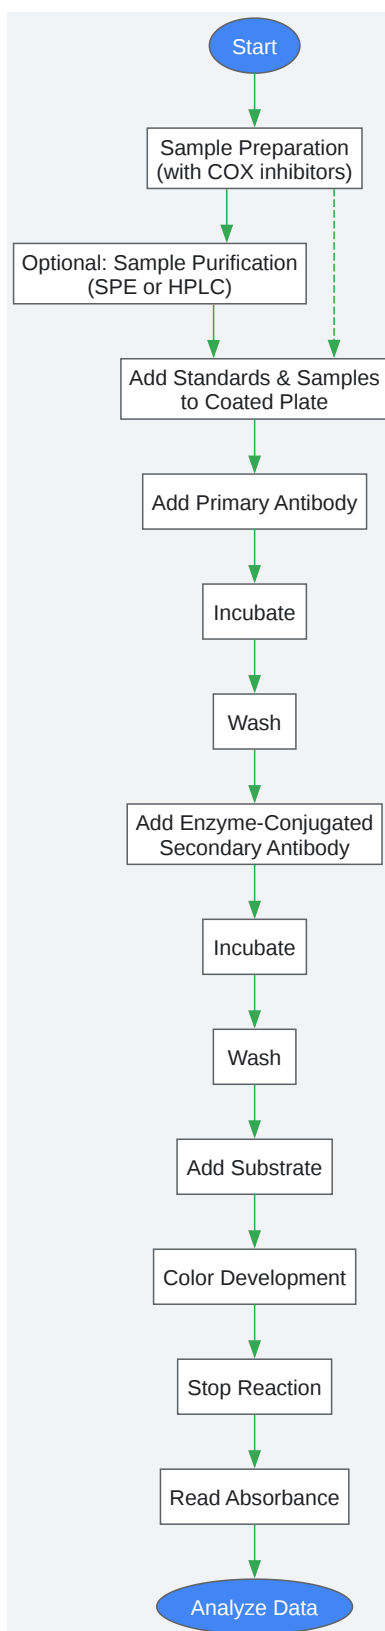 Start
Sample Preparation
(with COX inhibitors)
Optional: Sample Purification
(SPE or HPLC)
Add Standards & Samples
to Coated Plate
Add Primary Antibody
Incubate
Wash
Add Enzyme-Conjugated
Secondary Antibody
Incubate
Wash
Add Substrate
Color Development
Stop Reaction
Read Absorbance
Analyze Data